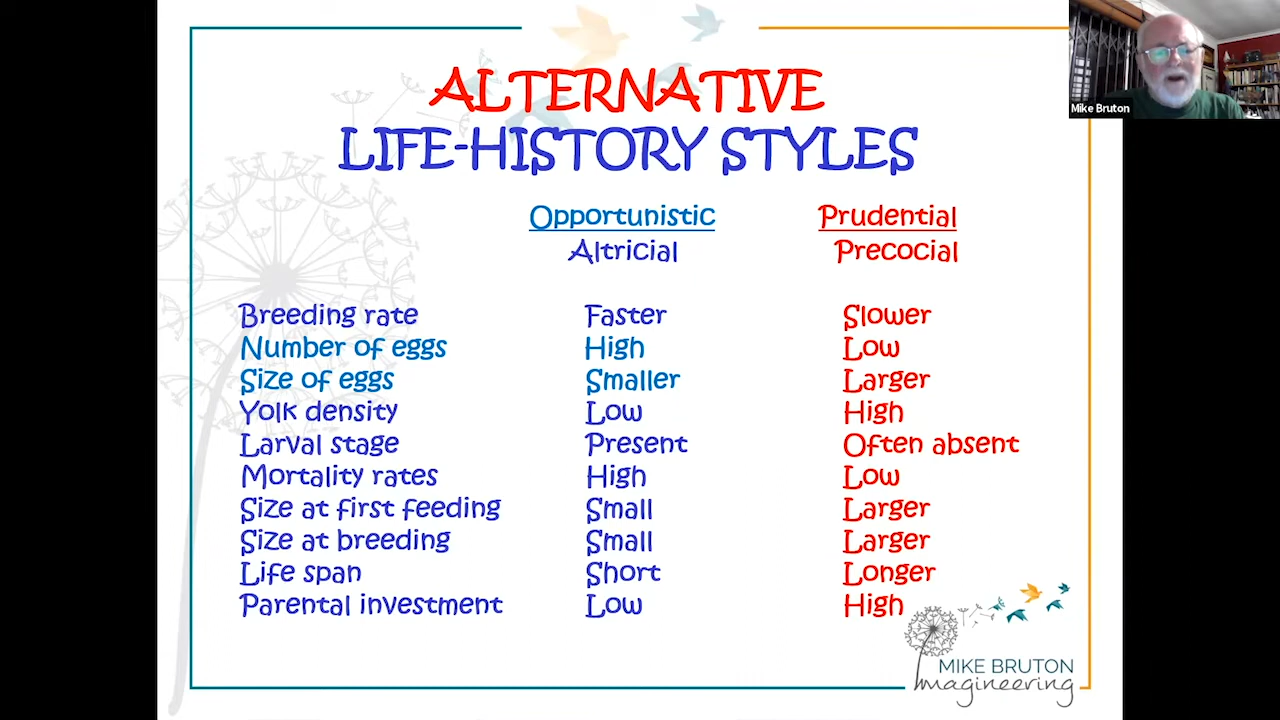 Mike Bruton
ALTERNATIVE
LIFE-HISTORY STYLES
Opportunistic Prudential
Altricial Precocial
Breeding rate Faster Slower
Number of eggs High Low
Size of eggs Smaller Larger
Yolk density Low High
Larval stage Present Often absent
Mortality rates High Low
Size at first feeding Small Larger
Size at breeding Small Larger
Life span Short Longer
Parental investment Low High
MIKE BRUTON
Imagineering